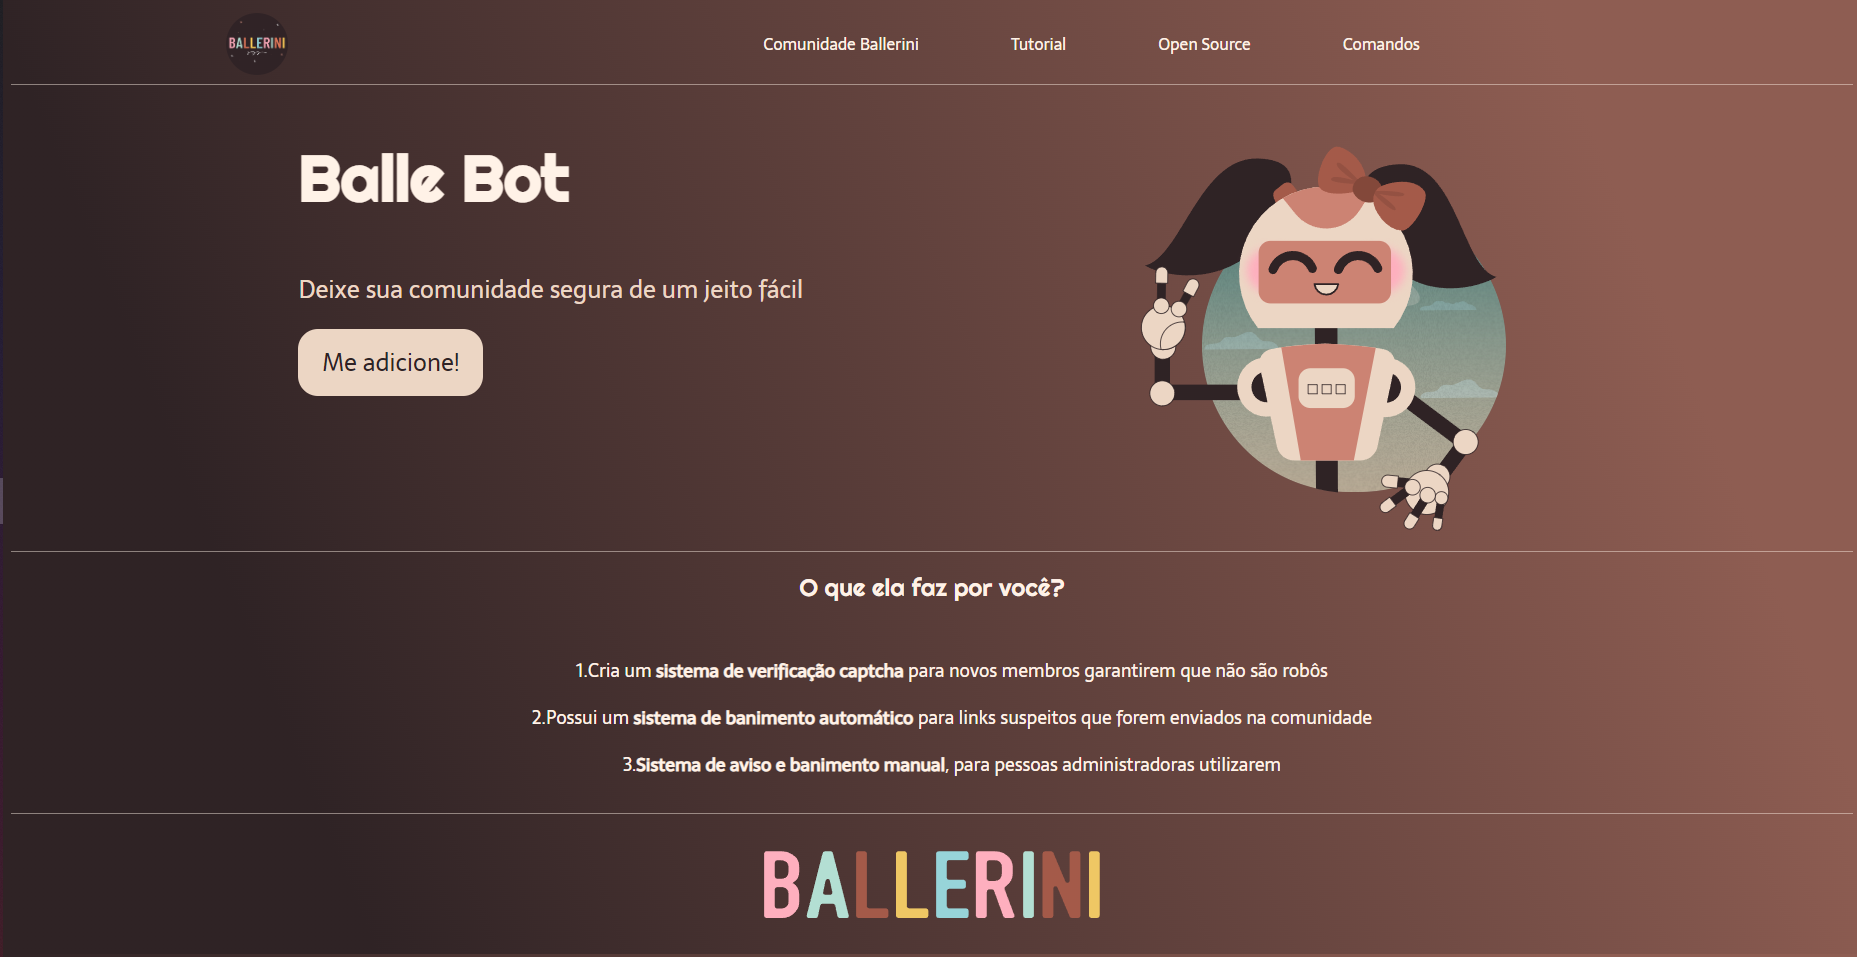 BALLERINI
Comunidade Ballerini
Tutorial
Open Source
Comandos
Balle Bot
Deixe sua comunidade segura de um jeito fácil
Me adicione!
O que ela faz por você?
1.Cria um sistema de verificação captcha para novos membros garantirem que não são robôs
2.Possui um sistema de banimento automático para links suspeitos que forem enviados na comunidade
3.Sistema de aviso e banimento manual, para pessoas administradoras utilizarem
BALLERINI